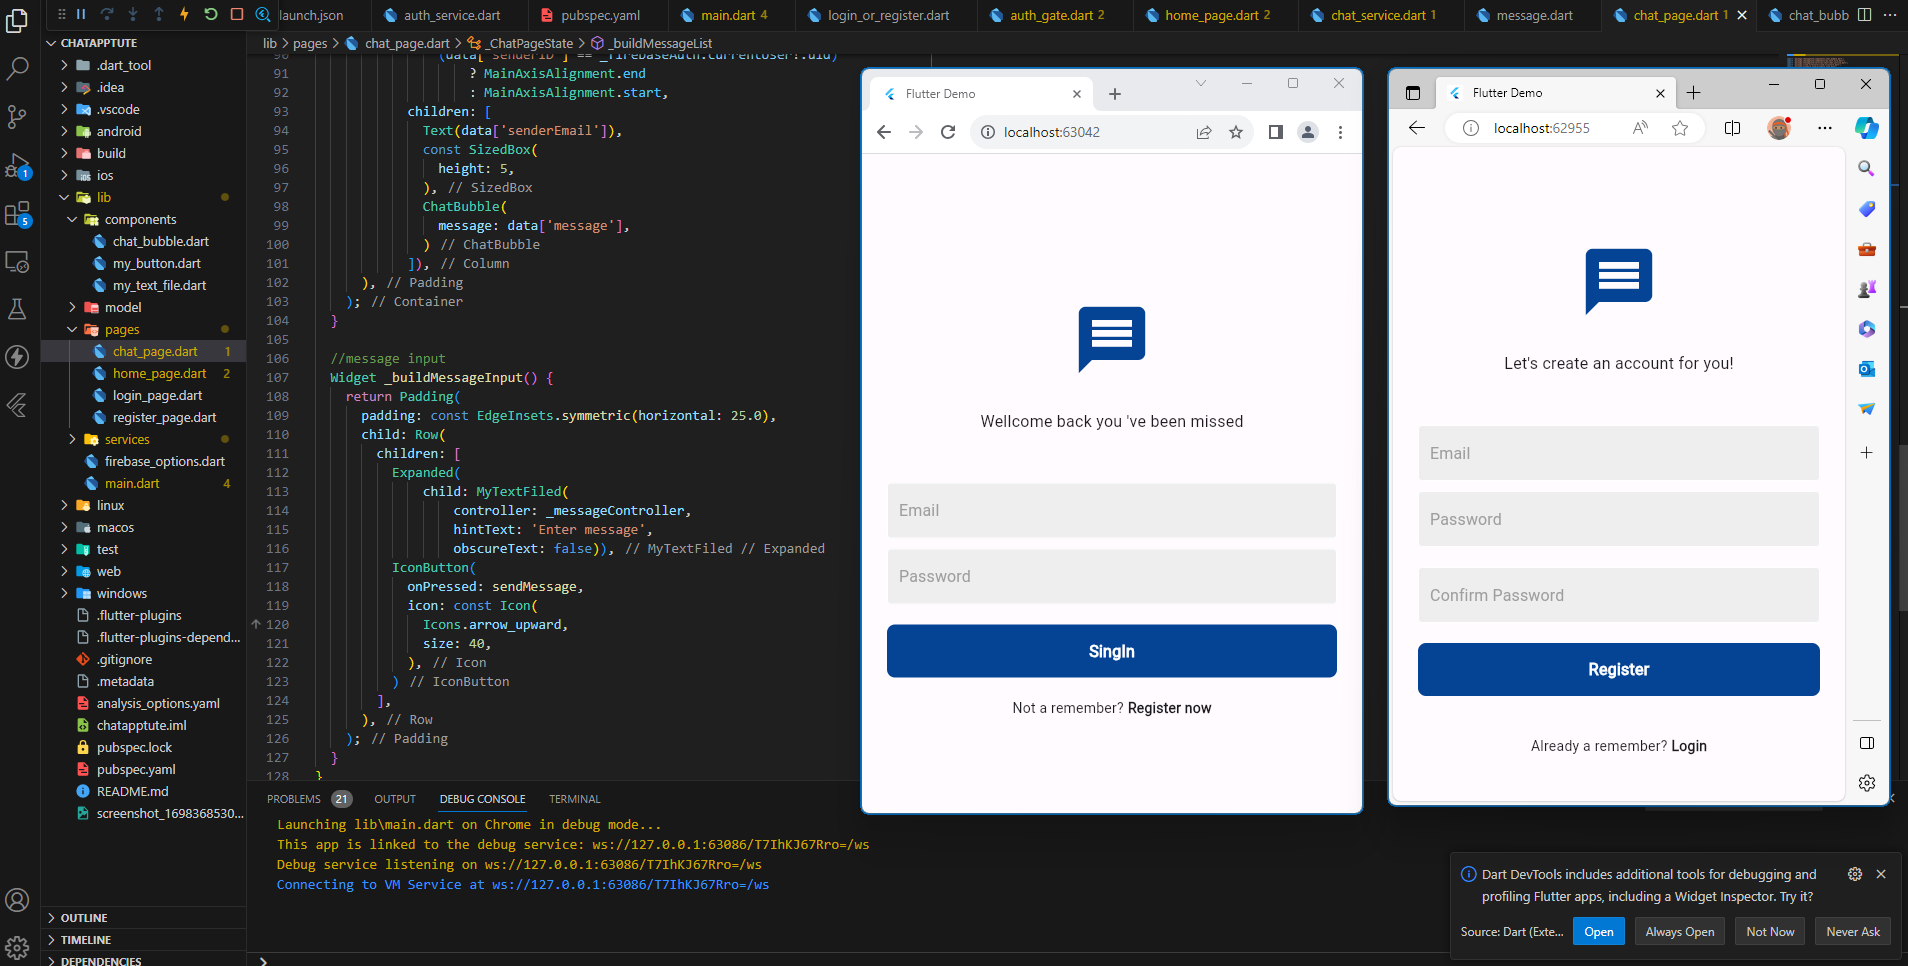 launch.json
auth_service.dart
pubspec.yaml
main.dart 4
login_or_register.dart
auth_gate.dart 2
home_page.dart 2
chat_service.dart 1
message.dart
chat_page.dart 1
chat_bubb
CHATAPPTUTE
.dart_tool
.idea
.vscode
android
build
ios
lib
components
chat_bubble.dart
my_button.dart
my_text_file.dart
model
pages
chat_page.dart 1
home_page.dart 2
login_page.dart
register_page.dart
services
firebase_options.dart
main.dart 4
linux
macos
test
web
windows
.flutter-plugins
.flutter-plugins-depend...
.gitignore
.metadata
analysis_options.yaml
chatapptute.iml
pubspec.lock
pubspec.yaml
README.md
screenshot_1698368530...
OUTLINE
TIMELINE
DEPENDENCIES
1
5
lib > pages > chat_page.dart > _ChatPageState > _buildMessageList
90 (data['senderID'] == _firebaseAuth.currentUser!.uid)
91 ? MainAxisAlignment.end
92 : MainAxisAlignment.start,
93 children: [
94 Text(data['senderEmail']),
95 const SizedBox(
96 height: 5,
97 ), // SizedBox
98 ChatBubble(
99 message: data['message'],
100 ) // ChatBubble
101 ]), // Column
102 ), // Padding
103 ); // Container
104 }
105
106 //message input
107 Widget _buildMessageInput() {
108 return Padding(
109 padding: const EdgeInsets.symmetric(horizontal: 25.0),
110 child: Row(
111 children: [
112 Expanded(
113 child: MyTextFiled(
114 controller: _messageController,
115 hintText: 'Enter message',
116 obscureText: false)), // MyTextFiled // Expanded
117 IconButton(
118 onPressed: sendMessage,
119 icon: const Icon(
120 Icons.arrow_upward,
121 size: 40,
122 ), // Icon
123 ) // IconButton
124 ],
125 ), // Row
126 ); // Padding
127 }
128 }
PROBLEMS 21 OUTPUT DEBUG CONSOLE TERMINAL
Launching lib\main.dart on Chrome in debug mode...
This app is linked to the debug service: ws://127.0.0.1:63086/T7IhKJ67Rro=/ws
Debug service listening on ws://127.0.0.1:63086/T7IhKJ67Rro=/ws
Connecting to VM Service at ws://127.0.0.1:63086/T7IhKJ67Rro=/ws
Flutter Demo
localhost:63042
Wellcome back you 've been missed
Email
Password
SingIn
Not a remember? Register now
Flutter Demo
localhost:62955
Let's create an account for you!
Email
Password
Confirm Password
Register
Already a remember? Login
Dart DevTools includes additional tools for debugging and
profiling Flutter apps, including a Widget Inspector. Try it?
Source: Dart (Exte...
Open
Always Open
Not Now
Never Ask